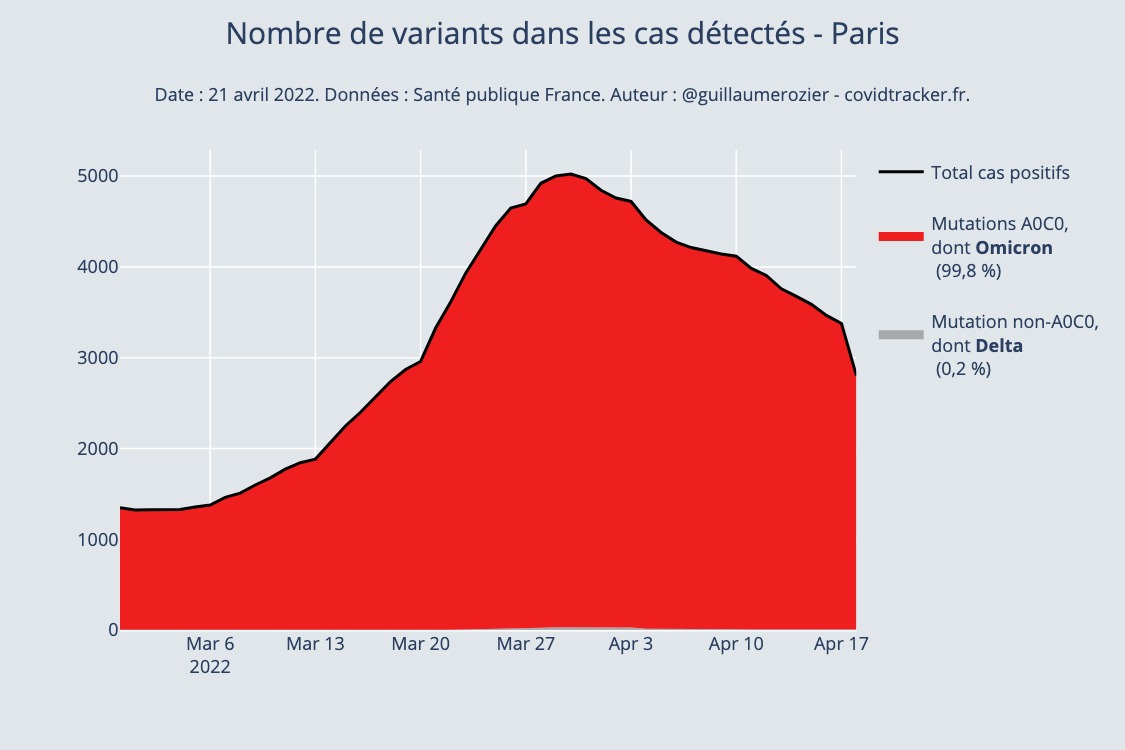 Nombre de variants dans les cas détectés - Paris
Date : 21 avril 2022. Données : Santé publique France. Auteur : @guillaumerozier - covidtracker.fr.
5000
4000
3000
2000
1000
0
Mar 6
2022
Mar 13
Mar 20
Mar 27
Apr 3
Apr 10
Apr 17
Total cas positifs
Mutations A0C0,
dont Omicron
(99,8 %)
Mutation non-A0C0,
dont Delta
(0,2 %)